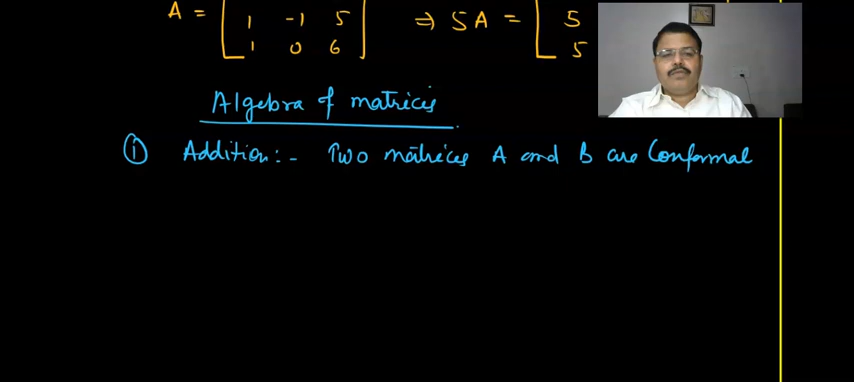 A = [ 1 -1 5 ⇒ 5A = [ 5
1 0 6 ] 5
Algebra of matrices
① Addition:- Two matrices A and B are Conformal